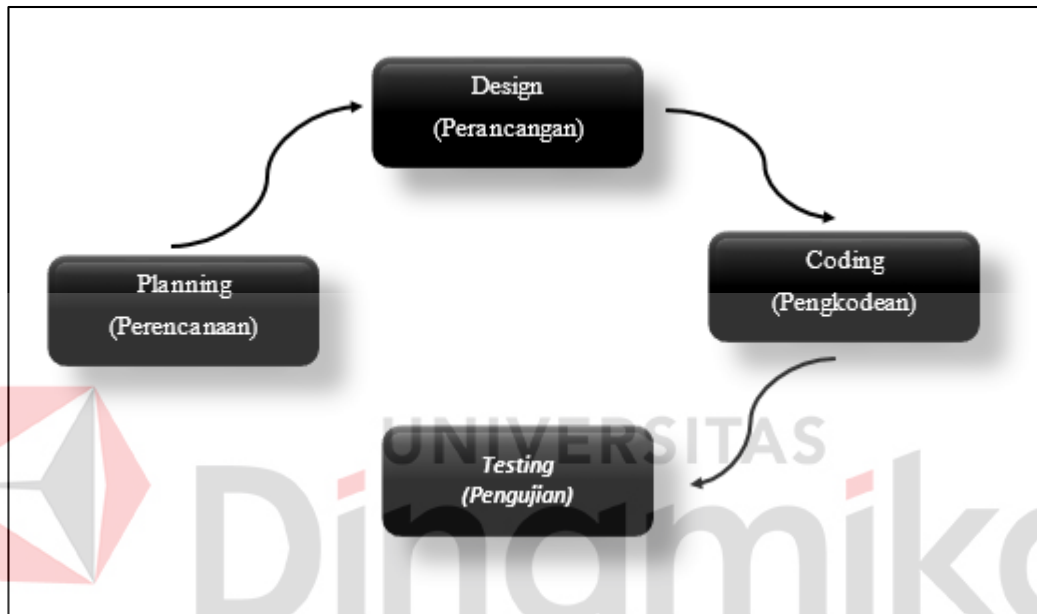 Design
(Perancangan)
Planning
(Perencanaan)
Coding
(Pengkodean)
Testing
(Pengujian)
UNIVERSITAS
Dinamika